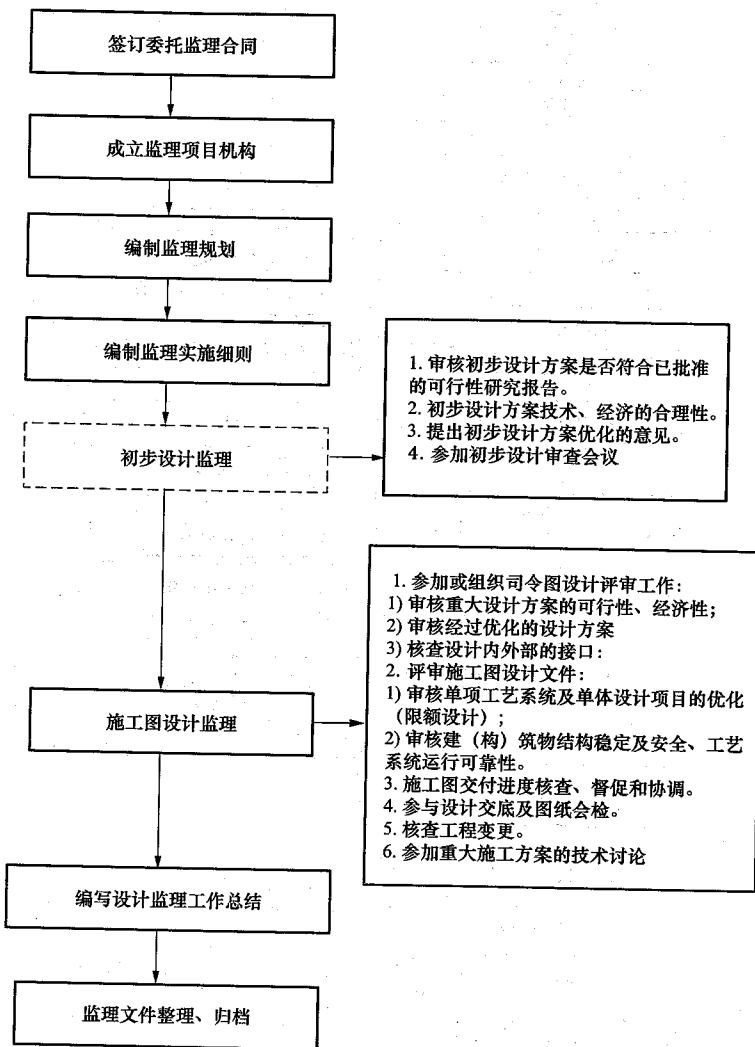 签订委托监理合同
成立监理项目机构
编制监理规划
编制监理实施细则
初步设计监理
1. 审核初步设计方案是否符合已批准
的可行性研究报告。
2. 初步设计方案技术、经济的合理性。
3. 提出初步设计方案优化的意见。
4. 参加初步设计审查会议
施工图设计监理
1. 参加或组织司令图设计评审工作：
1) 审核重大设计方案的可行性、经济性；
2) 审核经过优化的设计方案
3) 核查设计内外部的接口：
2. 评审施工图设计文件：
1) 审核单项工艺系统及单体设计项目的优化
（限额设计）；
2) 审核建（构）筑物结构稳定及安全、工艺
系统运行可靠性。
3. 施工图交付进度核查、督促和协调。
4. 参与设计交底及图纸会检。
5. 核查工程变更。
6. 参加重大施工方案的技术讨论
编写设计监理工作总结
监理文件整理、归档